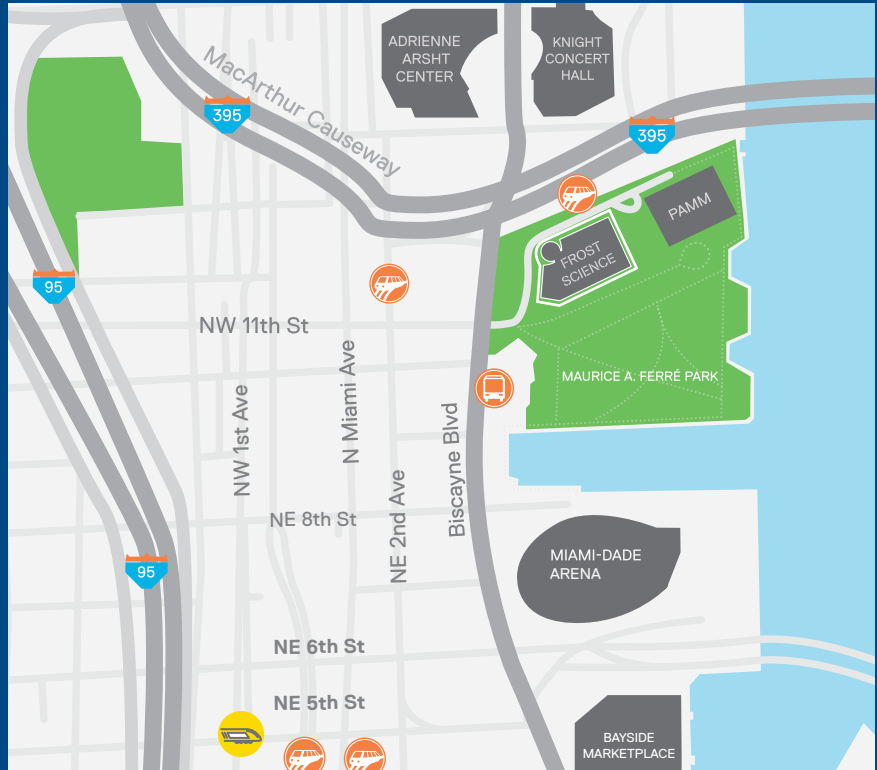 ADRIENNE
ARSHT
CENTER
KNIGHT
CONCERT
HALL
MacArthur Causeway
395
395
PAMM
FROST
SCIENCE
95
NW 11th St
N Miami Ave
MAURICE A. FERRÉ PARK
NW 1st Ave
Biscayne Blvd
NE 2nd Ave
NE 8th St
MIAMI-DADE
ARENA
95
NE 6th St
NE 5th St
BAYSIDE
MARKETPLACE